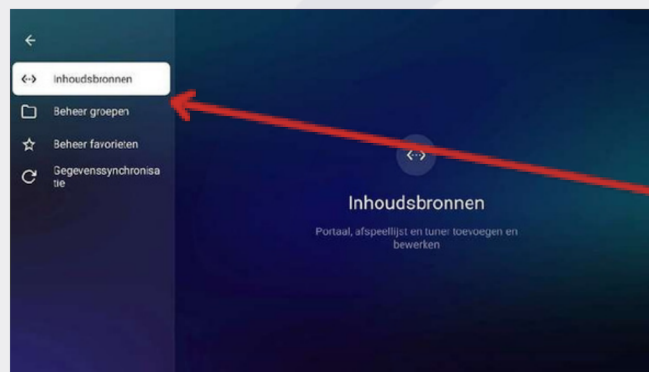 Inhoudsbronnen
Beheer groepen
Beheer favorieten
Gegevenssynchronisa
tie
Inhoudsbronnen
Portaal, afspeellijst en tuner toevoegen en
bewerken